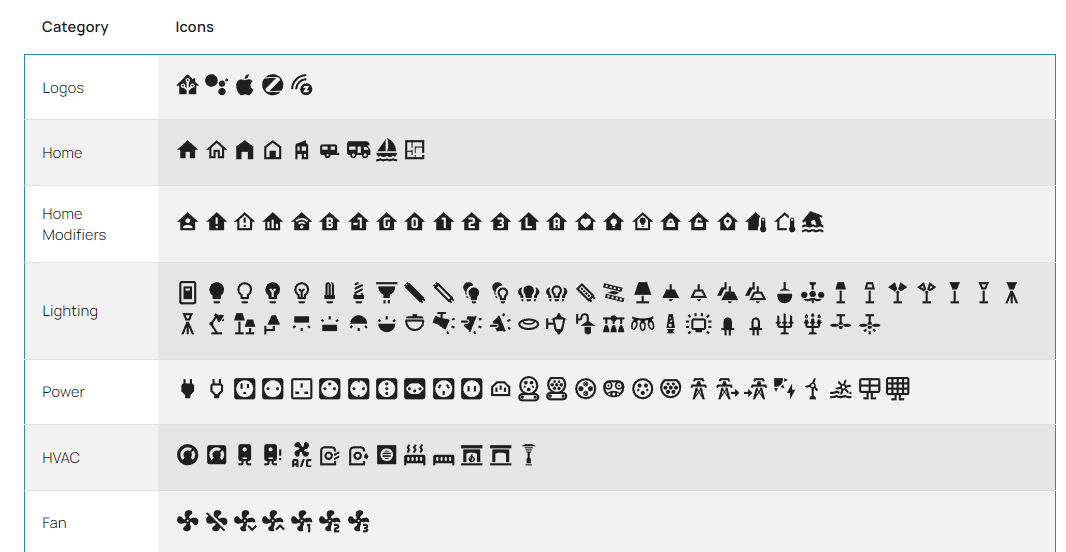 Category Icons
Logos
Home
Home
Modifiers
Lighting
Power
HVAC
A/C
Fan